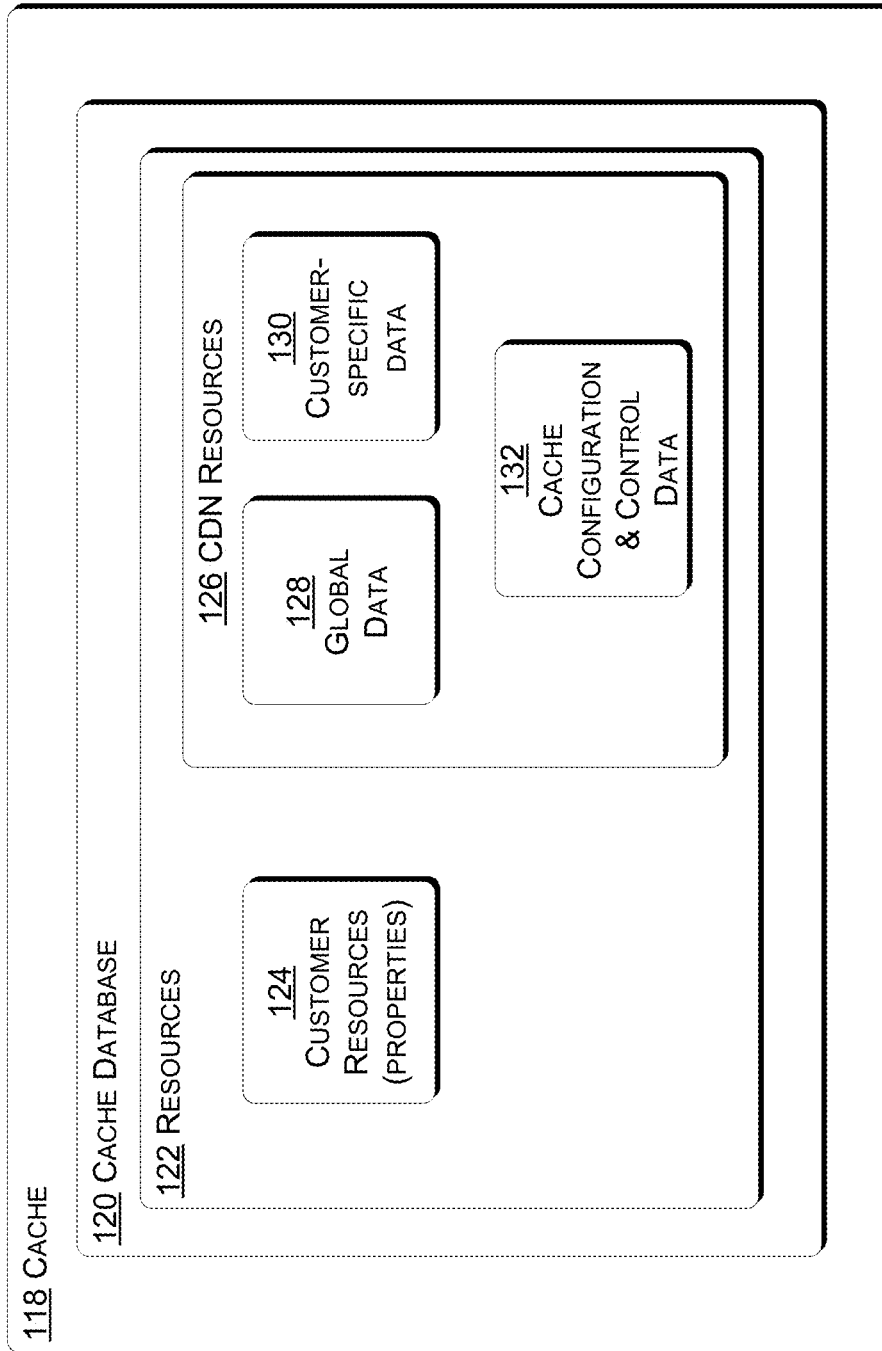 118 CACHE
120 CACHE DATABASE
122 RESOURCES
124
CUSTOMER
RESOURCES
(PROPERTIES)
126 CDN RESOURCES
128
GLOBAL
DATA
130
CUSTOMER-
SPECIFIC
DATA
132
CACHE
CONFIGURATION
& CONTROL
DATA